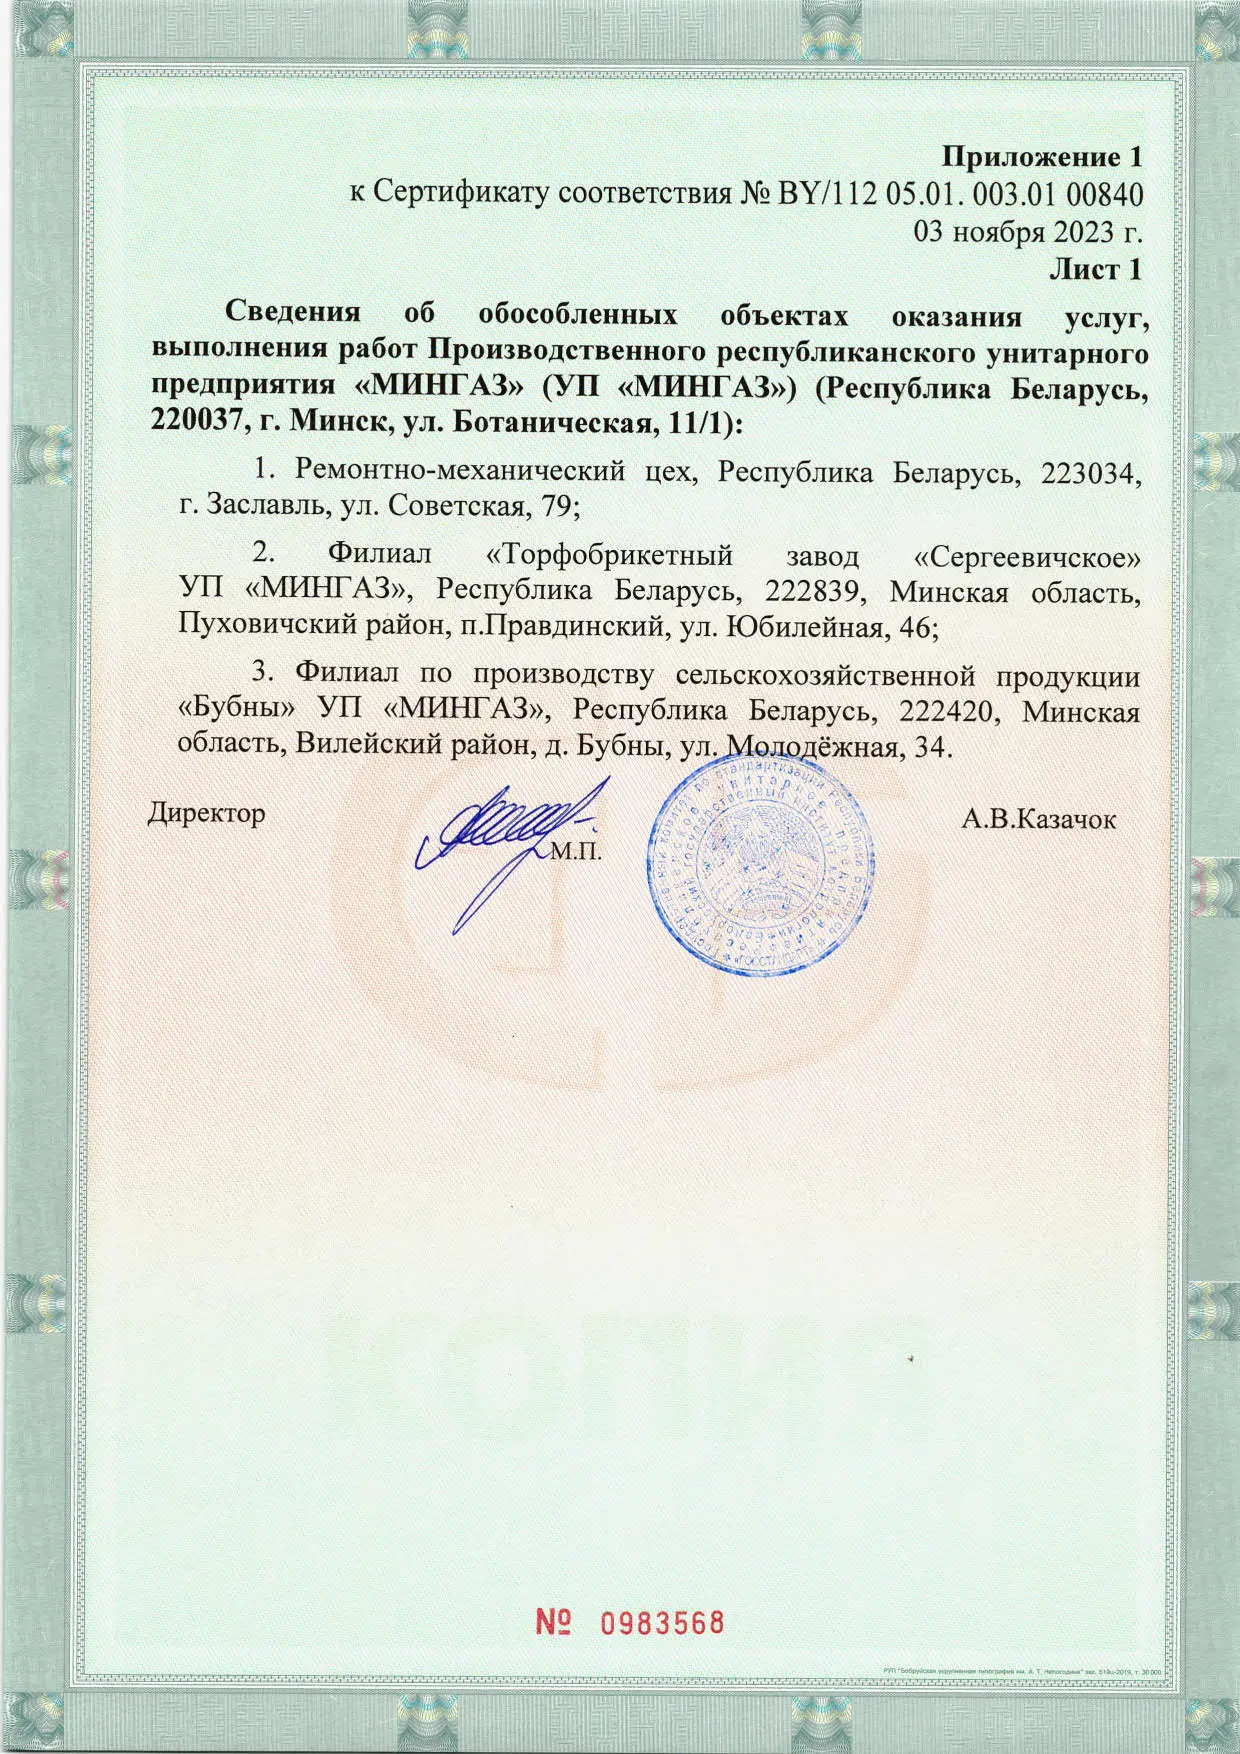 Приложение 1
к Сертификату соответствия № BY/112 05.01. 003.01 00840
03 ноября 2023 г.
Лист 1
Сведения об обособленных объектах оказания услуг,
выполнения работ Производственного республиканского унитарного
предприятия «МИНГАЗ» (УП «МИНГАЗ») (Республика Беларусь,
220037, г. Минск, ул. Ботаническая, 11/1):
1. Ремонтно-механический цех, Республика Беларусь, 223034,
г. Заславль, ул. Советская, 79;
2. Филиал «Торфобрикетный завод «Сергеевичское»
УП «МИНГАЗ», Республика Беларусь, 222839, Минская область,
Пуховичский район, п.Правдинский, ул. Юбилейная, 46;
3. Филиал по производству сельскохозяйственной продукции
«Бубны» УП «МИНГАЗ», Республика Беларусь, 222420, Минская
область, Вилейский район, д. Бубны, ул. Молодёжная, 34.
Директор
М.П.
А.В.Казачок
№ 0983568
РУП "Бобруйская укрупненная типография им. А. Т. Непогодина" зак. 519ц-2019, т. 30 000